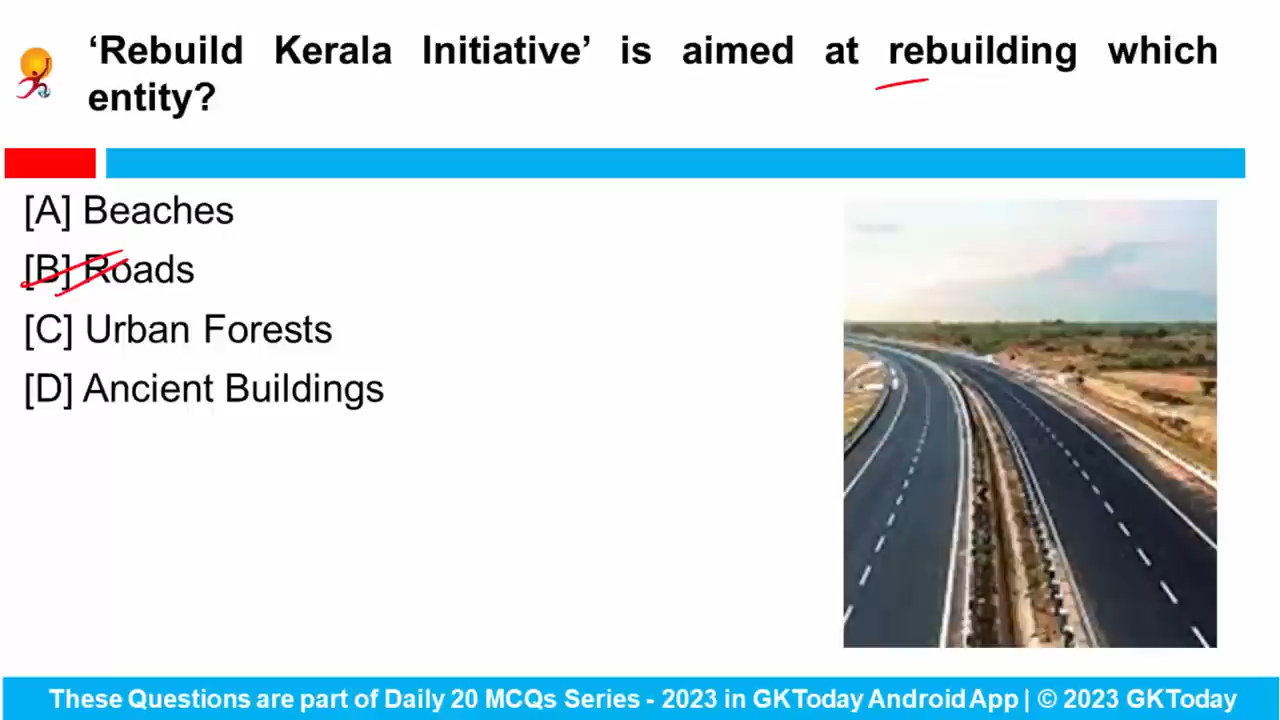 ‘Rebuild Kerala Initiative’ is aimed at rebuilding which
entity?
[A] Beaches
[B] Roads
[C] Urban Forests
[D] Ancient Buildings
These Questions are part of Daily 20 MCQs Series - 2023 in GKToday Android App | © 2023 GKToday